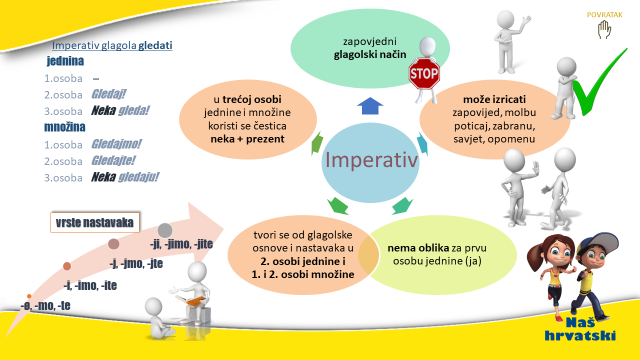 POVRATAK
Imperativ glagola gledati
jednina
1.osoba –
2.osoba Gledaj!
3.osoba Neka gleda!
množina
1.osoba Gledajmo!
2.osoba Gledajte!
3.osoba Neka gledaju!
zapovjedni
glagolski način
STOP
u trećoj osobi
jednine i množine
koristi se čestica
neka + prezent
može izricati
zapovijed, molbu
poticaj, zabranu,
savjet, opomenu
Imperativ
tvori se od glagolske
osnove i nastavaka u
2. osobi jednine i
1. i 2. osobi množine
nema oblika za prvu
osobu jednine (ja)
vrste nastavaka
-ji, -jimo, -jite
-j, -jmo, -jte
-i, -imo, -ite
-ø, -mo, -te
Naš
hrvatski